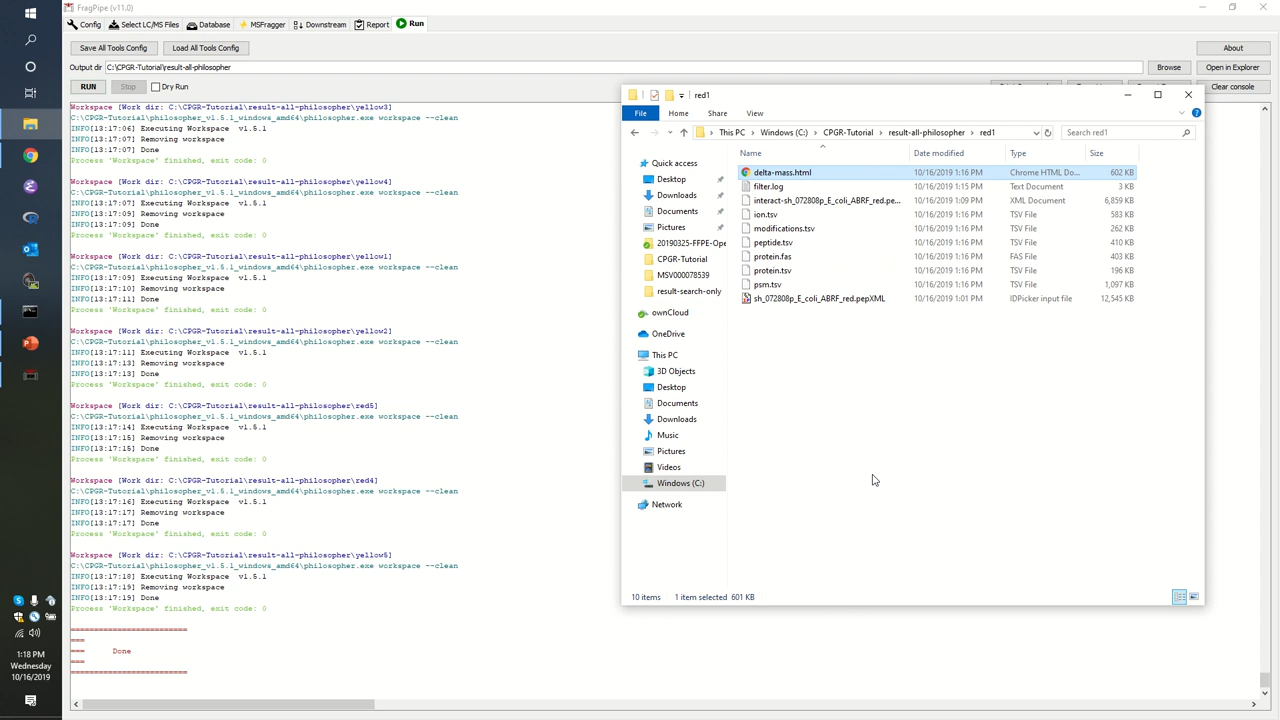 FragPipe (v11.0)
Config Select LC/MS Files Database MSFragger Downstream Report Run
Save All Tools Config Load All Tools Config About
Output dir C:\CPGR-Tutorial\result-all-philosopher Browse Open in Explorer
RUN Stop Dry Run Clear console
Workspace [Work dir: C:\CPGR-Tutorial\result-all-philosopher\yellow3]
C:\CPGR-Tutorial\philosopher_v1.5.1_windows_amd64\philosopher.exe workspace --clean
INFO[13:17:06] Executing Workspace v1.5.1
INFO[13:17:07] Removing workspace
INFO[13:17:07] Done
Process 'Workspace' finished, exit code: 0
Workspace [Work dir: C:\CPGR-Tutorial\result-all-philosopher\yellow4]
C:\CPGR-Tutorial\philosopher_v1.5.1_windows_amd64\philosopher.exe workspace --clean
INFO[13:17:07] Executing Workspace v1.5.1
INFO[13:17:09] Removing workspace
INFO[13:17:09] Done
Process 'Workspace' finished, exit code: 0
Workspace [Work dir: C:\CPGR-Tutorial\result-all-philosopher\yellow1]
C:\CPGR-Tutorial\philosopher_v1.5.1_windows_amd64\philosopher.exe workspace --clean
INFO[13:17:09] Executing Workspace v1.5.1
INFO[13:17:10] Removing workspace
INFO[13:17:11] Done
Process 'Workspace' finished, exit code: 0
Workspace [Work dir: C:\CPGR-Tutorial\result-all-philosopher\yellow2]
C:\CPGR-Tutorial\philosopher_v1.5.1_windows_amd64\philosopher.exe workspace --clean
INFO[13:17:11] Executing Workspace v1.5.1
INFO[13:17:13] Removing workspace
INFO[13:17:13] Done
Process 'Workspace' finished, exit code: 0
Workspace [Work dir: C:\CPGR-Tutorial\result-all-philosopher\red5]
C:\CPGR-Tutorial\philosopher_v1.5.1_windows_amd64\philosopher.exe workspace --clean
INFO[13:17:14] Executing Workspace v1.5.1
INFO[13:17:15] Removing workspace
INFO[13:17:15] Done
Process 'Workspace' finished, exit code: 0
Workspace [Work dir: C:\CPGR-Tutorial\result-all-philosopher\red4]
C:\CPGR-Tutorial\philosopher_v1.5.1_windows_amd64\philosopher.exe workspace --clean
INFO[13:17:16] Executing Workspace v1.5.1
INFO[13:17:17] Removing workspace
INFO[13:17:17] Done
Process 'Workspace' finished, exit code: 0
Workspace [Work dir: C:\CPGR-Tutorial\result-all-philosopher\yellow5]
C:\CPGR-Tutorial\philosopher_v1.5.1_windows_amd64\philosopher.exe workspace --clean
INFO[13:17:18] Executing Workspace v1.5.1
INFO[13:17:19] Removing workspace
INFO[13:17:19] Done
Process 'Workspace' finished, exit code: 0
=========================
===
=== Done
===
=========================
red1
File Home Share View
This PC Windows (C:) CPGR-Tutorial result-all-philosopher red1 Search red1
Name Date modified Type Size
delta-mass.html 10/16/2019 1:16 PM Chrome HTML Do... 602 KB
filter.log 10/16/2019 1:15 PM Text Document 3 KB
interact-sh_072808p_E_coli_ABRF_red.pe... 10/16/2019 1:09 PM XML Document 6,859 KB
ion.tsv 10/16/2019 1:16 PM TSV File 583 KB
modifications.tsv 10/16/2019 1:16 PM TSV File 262 KB
peptide.tsv 10/16/2019 1:16 PM TSV File 410 KB
protein.fas 10/16/2019 1:16 PM FAS File 403 KB
protein.tsv 10/16/2019 1:16 PM TSV File 196 KB
psm.tsv 10/16/2019 1:16 PM TSV File 1,097 KB
sh_072808p_E_coli_ABRF_red.pepXML 10/16/2019 1:01 PM IDPicker input file 12,545 KB
Quick access
Desktop
Downloads
Documents
Pictures
20190325-FFPE-Ope
CPGR-Tutorial
MSV000078539
result-search-only
ownCloud
OneDrive
This PC
3D Objects
Desktop
Documents
Downloads
Music
Pictures
Videos
Windows (C:)
Network
10 items 1 item selected 601 KB
1:18 PM
Wednesday
10/16/2019